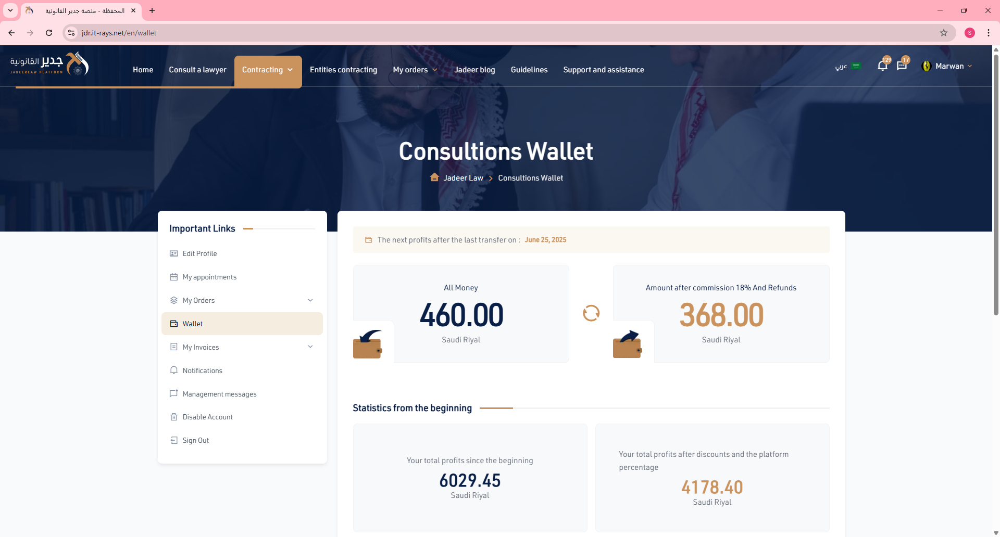 المحفظة - منصة جدير القانونية
jdr.it-rays.net/en/wallet
S
جدير القانونية
JADEERLAW PLATFORM
Home
Consult a lawyer
Contracting
Entities contracting
My orders
Jadeer blog
Guidelines
Support and assistance
عربي
129
17
Marwan
Consultions Wallet
Jadeer Law
Consultions Wallet
Important Links
Edit Profile
My appointments
My Orders
Wallet
My Invoices
Notifications
Management messages
Disable Account
Sign Out
The next profits after the last transfer on : June 25, 2025
All Money
460.00
Saudi Riyal
Amount after commission 18% And Refunds
368.00
Saudi Riyal
Statistics from the beginning
Your total profits since the beginning
6029.45
Saudi Riyal
Your total profits after discounts and the platform
percentage
4178.40
Saudi Riyal